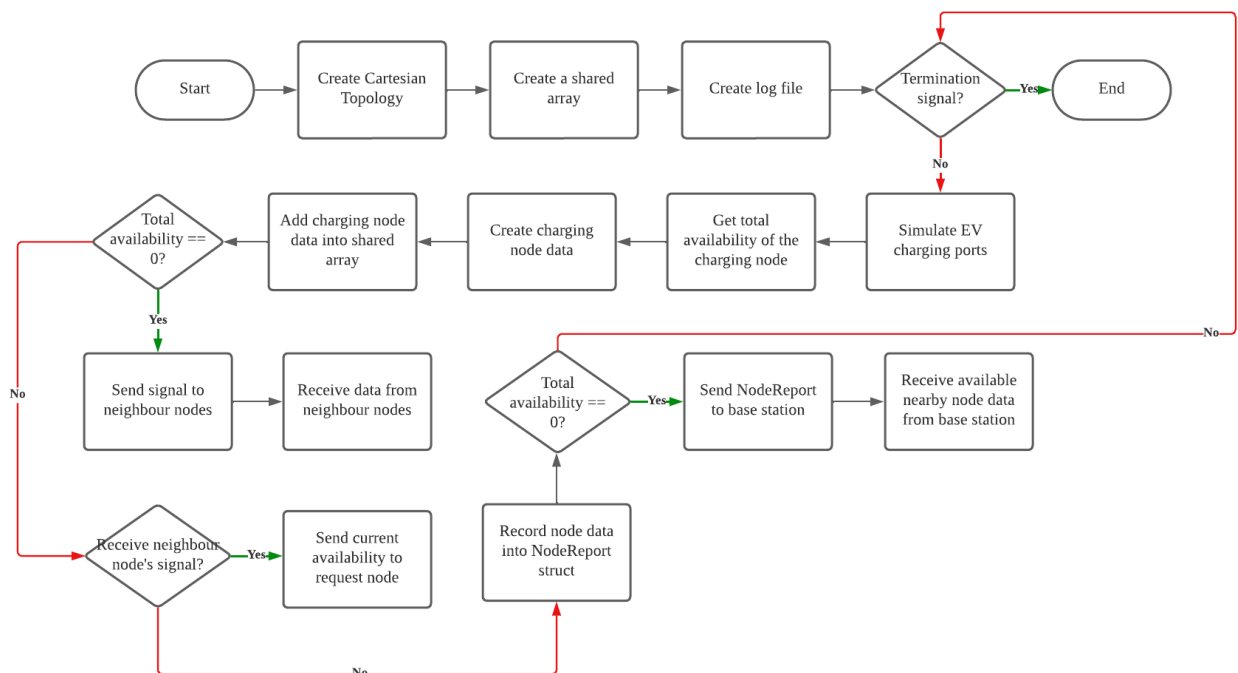 Start
Create Cartesian
Topology
Create a shared
array
Create log file
Termination
signal?
Yes
End
No
Total
availability ==
0?
Add charging node
data into shared
array
Create charging
node data
Get total
availability of the
charging node
Simulate EV
charging ports
Yes
No
No
Send signal to
neighbour nodes
Receive data from
neighbour nodes
Total
availability ==
0?
Yes
Send NodeReport
to base station
Receive available
nearby node data
from base station
Receive neighbour
node's signal?
Yes
Send current
availability to
request node
Record node data
into NodeReport
struct
No